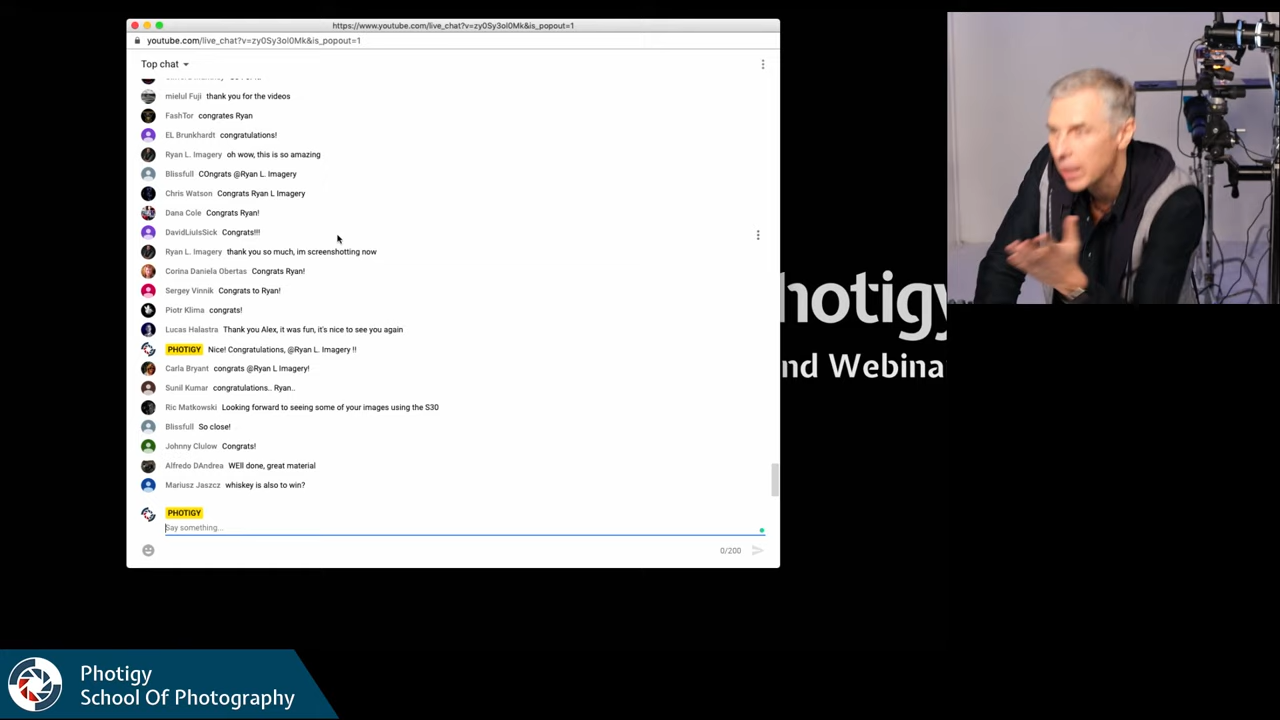 https://www.youtube.com/live_chat?v=zy0Sy3ol0Mk&is_popout=1
youtube.com/live_chat?v=zy0Sy3ol0Mk&is_popout=1
Top chat
mielul Fuji thank you for the videos
FashTor congrates Ryan
EL Brunkhardt congratulations!
Ryan L. Imagery oh wow, this is so amazing
Blissfull COngrats @Ryan L. Imagery
Chris Watson Congrats Ryan L Imagery
Dana Cole Congrats Ryan!
DavidLiuIsSick Congrats!!!
Ryan L. Imagery thank you so much, im screenshotting now
Corina Daniela Obertas Congrats Ryan!
Sergey Vinnik Congrats to Ryan!
Piotr Klima congrats!
Lucas Halastra Thank you Alex, it was fun, it's nice to see you again
PHOTIGY Nice! Congratulations, @Ryan L. Imagery !!
Carla Bryant congrats @Ryan L Imagery!
Sunil Kumar congratulations.. Ryan..
Ric Matkowski Looking forward to seeing some of your images using the S30
Blissfull So close!
Johnny Clulow Congrats!
Alfredo DAndrea WEll done, great material
Mariusz Jaszcz whiskey is also to win?
PHOTIGY
Say something...
0/200
hotigy
nd Webina
Photigy
School Of Photography